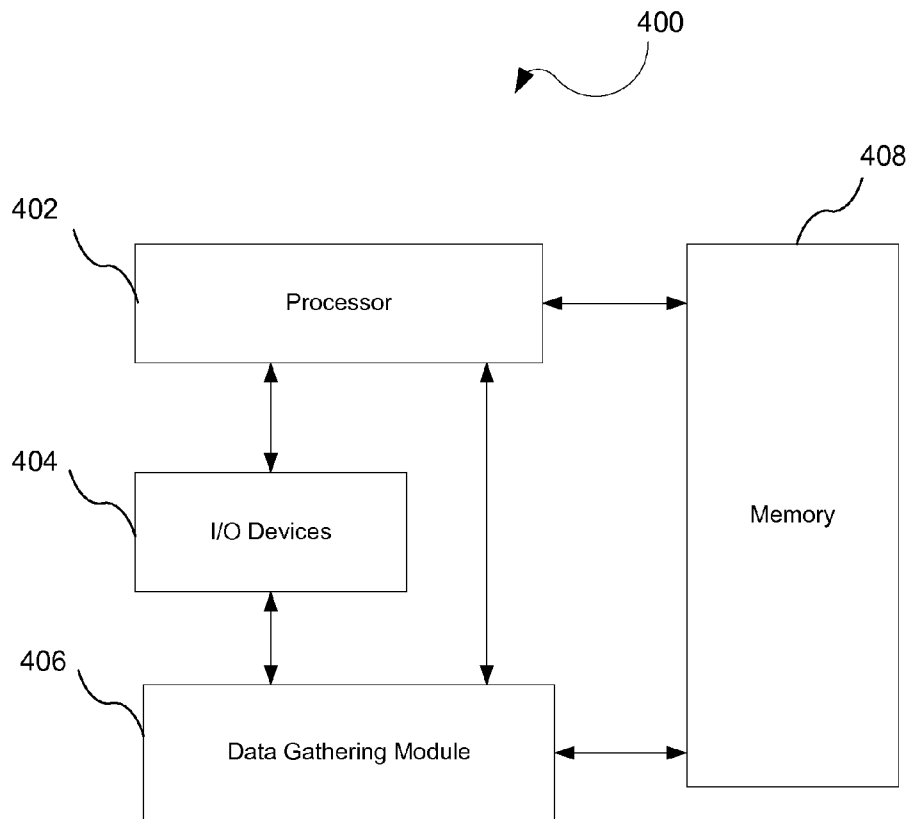 400
408
402
Processor
404
I/O Devices
Memory
406
Data Gathering Module